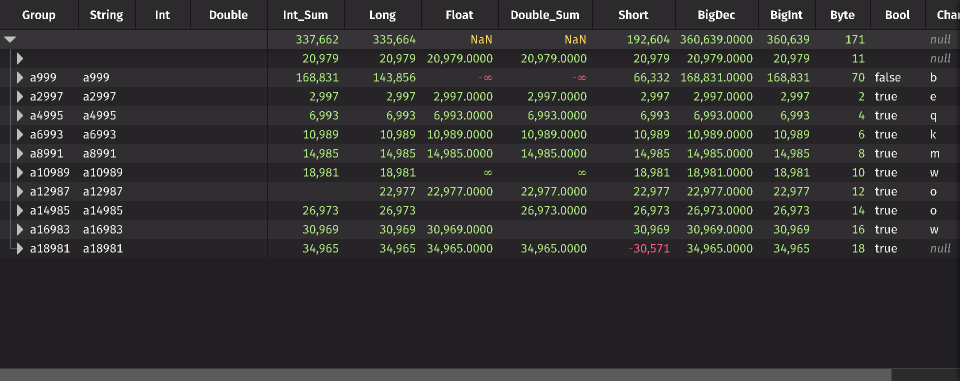 Group String Int Double Int_Sum Long Float Double_Sum Short BigDec BigInt Byte Bool Cha
337,662 335,664 NaN NaN 192,604 360,639.0000 360,639 171 null
20,979 20,979 20,979.0000 20,979.0000 20,979 20,979.0000 20,979 11 null
a999 a999 168,831 143,856 -∞ -∞ 66,332 168,831.0000 168,831 70 false b
a2997 a2997 2,997 2,997 2,997.0000 2,997.0000 2,997 2,997.0000 2,997 2 true e
a4995 a4995 6,993 6,993 6,993.0000 6,993.0000 6,993 6,993.0000 6,993 4 true q
a6993 a6993 10,989 10,989 10,989.0000 10,989.0000 10,989 10,989.0000 10,989 6 true k
a8991 a8991 14,985 14,985 14,985.0000 14,985.0000 14,985 14,985.0000 14,985 8 true m
a10989 a10989 18,981 18,981 ∞ ∞ 18,981 18,981.0000 18,981 10 true w
a12987 a12987 22,977 22,977.0000 22,977.0000 22,977 22,977.0000 22,977 12 true o
a14985 a14985 26,973 26,973 26,973.0000 26,973 26,973.0000 26,973 14 true o
a16983 a16983 30,969 30,969 30,969.0000 30,969 30,969.0000 30,969 16 true w
a18981 a18981 34,965 34,965 34,965.0000 34,965.0000 -30,571 34,965.0000 34,965 18 true null